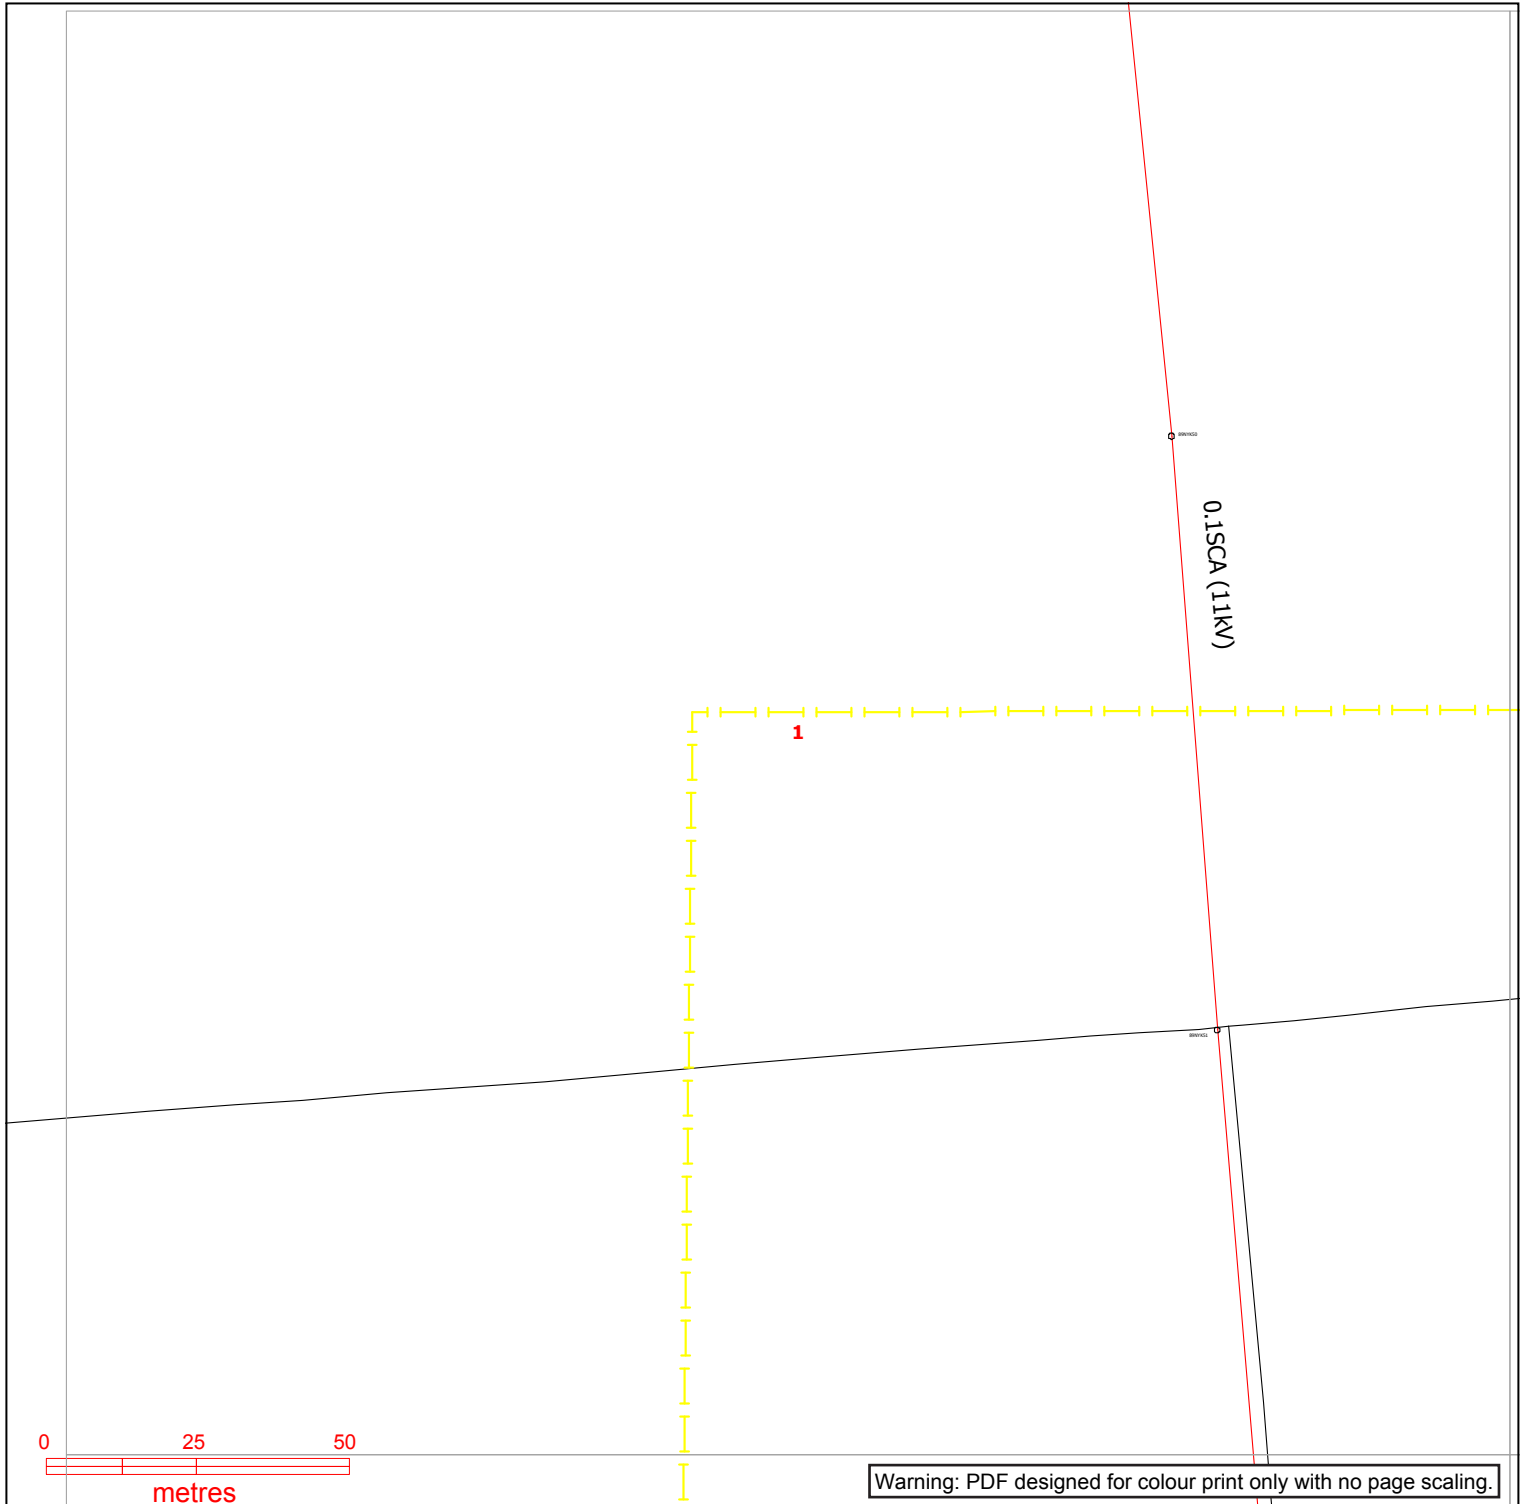 0.1SCA (11kV)
1
0 25 50
metres
Warning: PDF designed for colour print only with no page scaling.